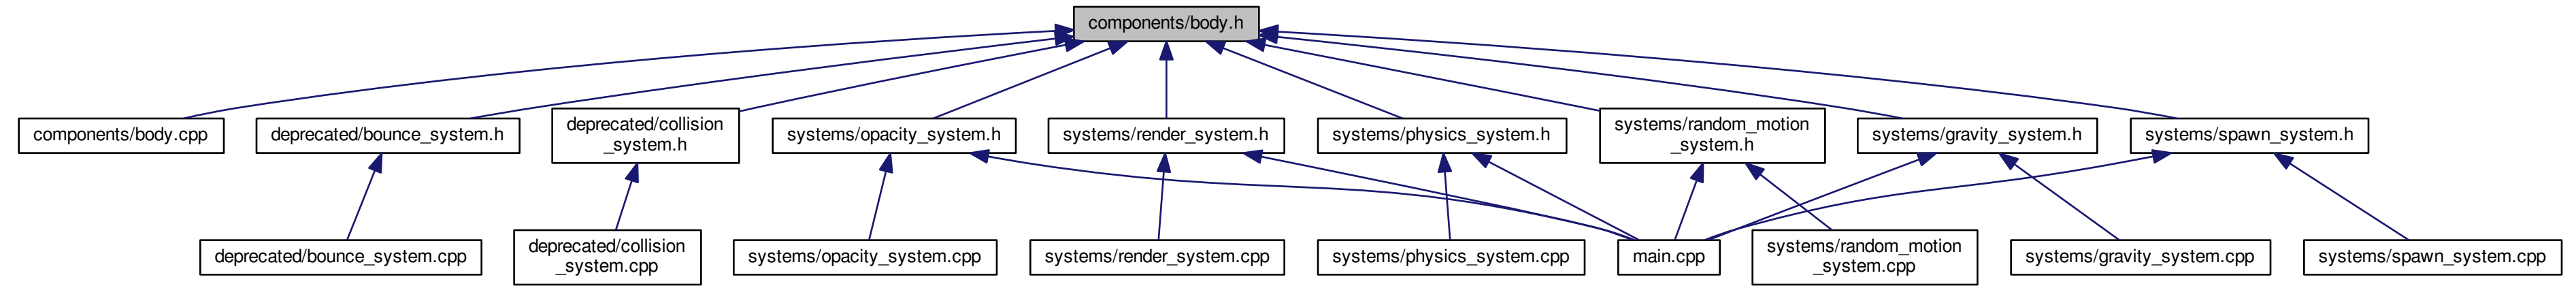 components/body.h
components/body.cpp
deprecated/bounce_system.h
deprecated/collision
_system.h
systems/opacity_system.h
systems/render_system.h
systems/physics_system.h
systems/random_motion
_system.h
systems/gravity_system.h
systems/spawn_system.h
deprecated/bounce_system.cpp
deprecated/collision
_system.cpp
systems/opacity_system.cpp
systems/render_system.cpp
systems/physics_system.cpp
main.cpp
systems/random_motion
_system.cpp
systems/gravity_system.cpp
systems/spawn_system.cpp